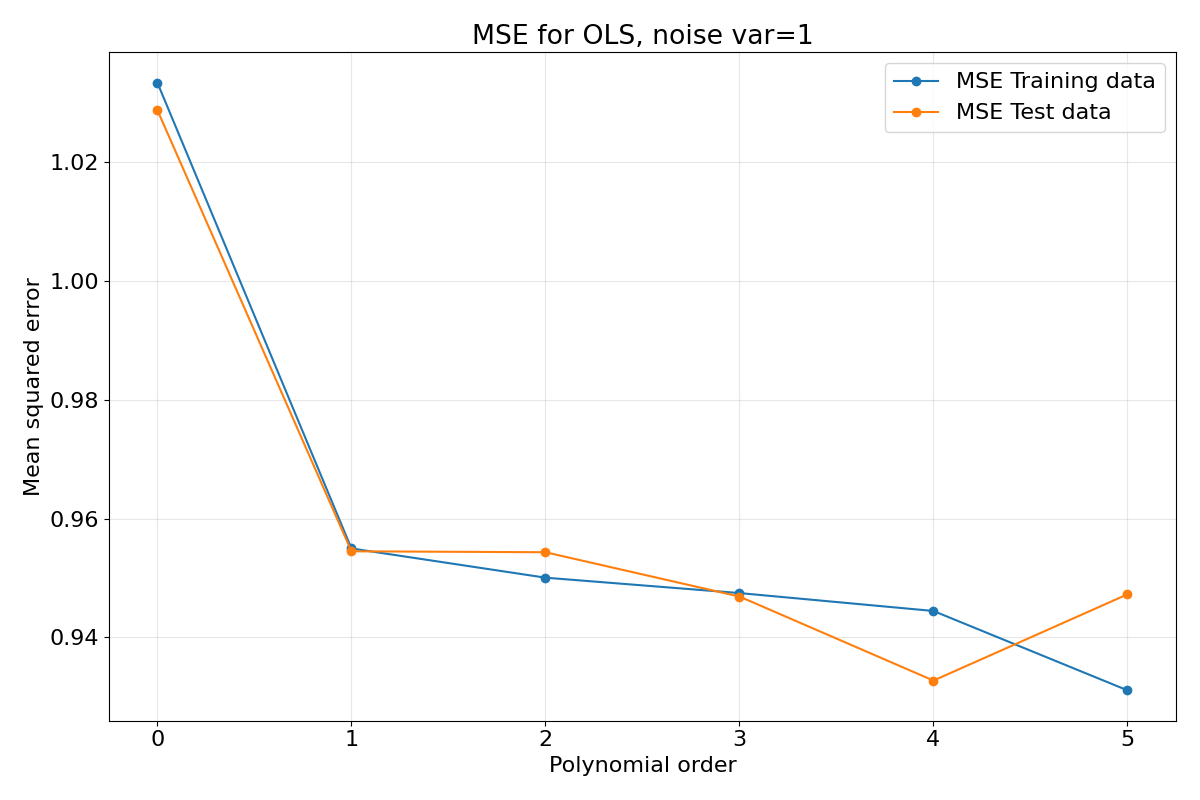 MSE for OLS, noise var=1
MSE Training data
MSE Test data
Mean squared error
1.02
1.00
0.98
0.96
0.94
0 1 2 3 4 5
Polynomial order